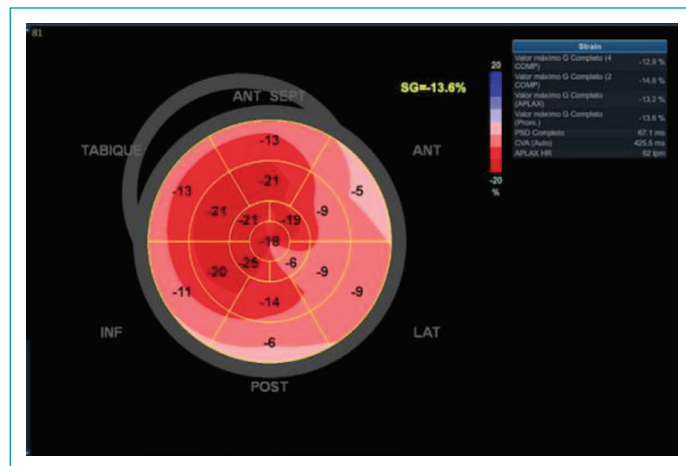 81
Strain
Valor máximo G Completo (4 COMP) -12,9 %
Valor máximo G Completo (2 COMP) -14,8 %
Valor máximo G Completo (APLAX) -13,2 %
Valor máximo G Completo (Prom.) -13,6 %
PSD Completo 67.1 ms
CVA (Auto) 425.5 ms
APLAX HR 62 lpm
20
SG=-13.6%
-20
%
ANT SEPT
TABIQUE
ANT
-13
-13
-5
-21
-21
-9
-21
-19
-18
-25
-6
-20
-9
-11
-14
-9
-6
INF
LAT
POST